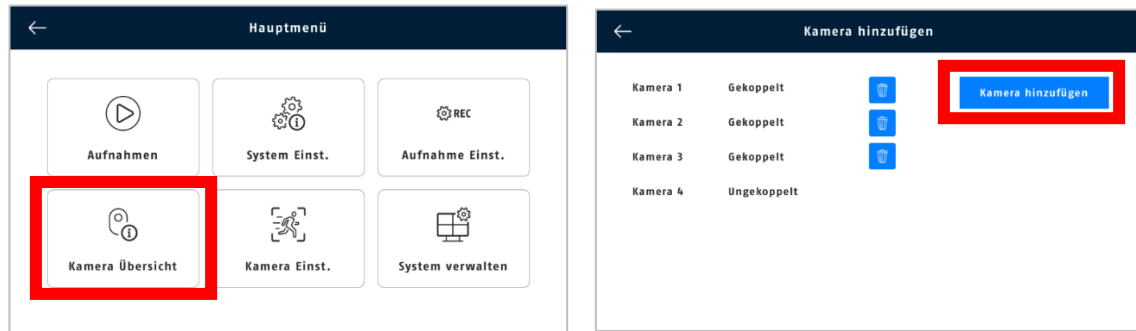 Hauptmenü
Aufnahmen
System Einst.
REC
Aufnahme Einst.
Kamera Übersicht
Kamera Einst.
System verwalten
Kamera hinzufügen
Kamera 1 Gekoppelt
Kamera hinzufügen
Kamera 2 Gekoppelt
Kamera 3 Gekoppelt
Kamera 4 Ungekoppelt